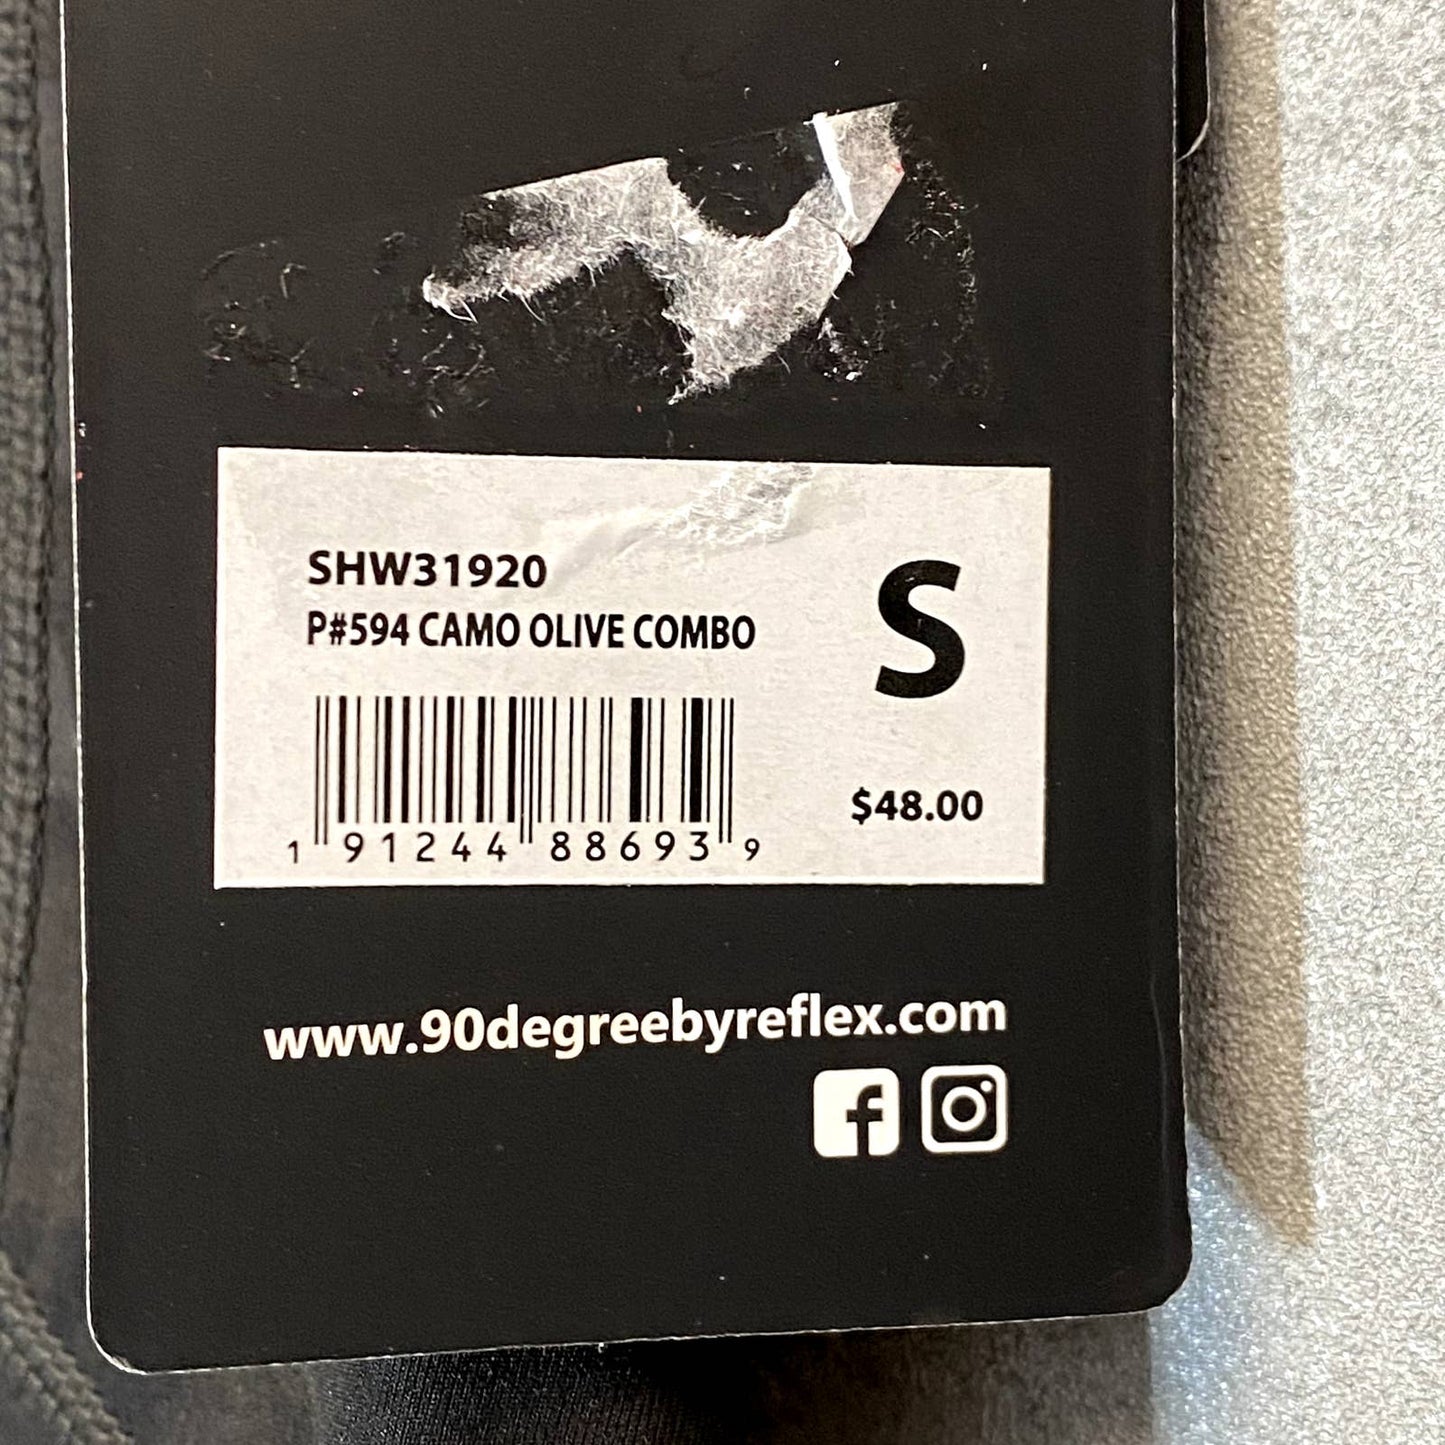 SHW31920
P#594 CAMO OLIVE COMBO
S
1 91244 88693 9
$48.00
www.90degreebyreflex.com